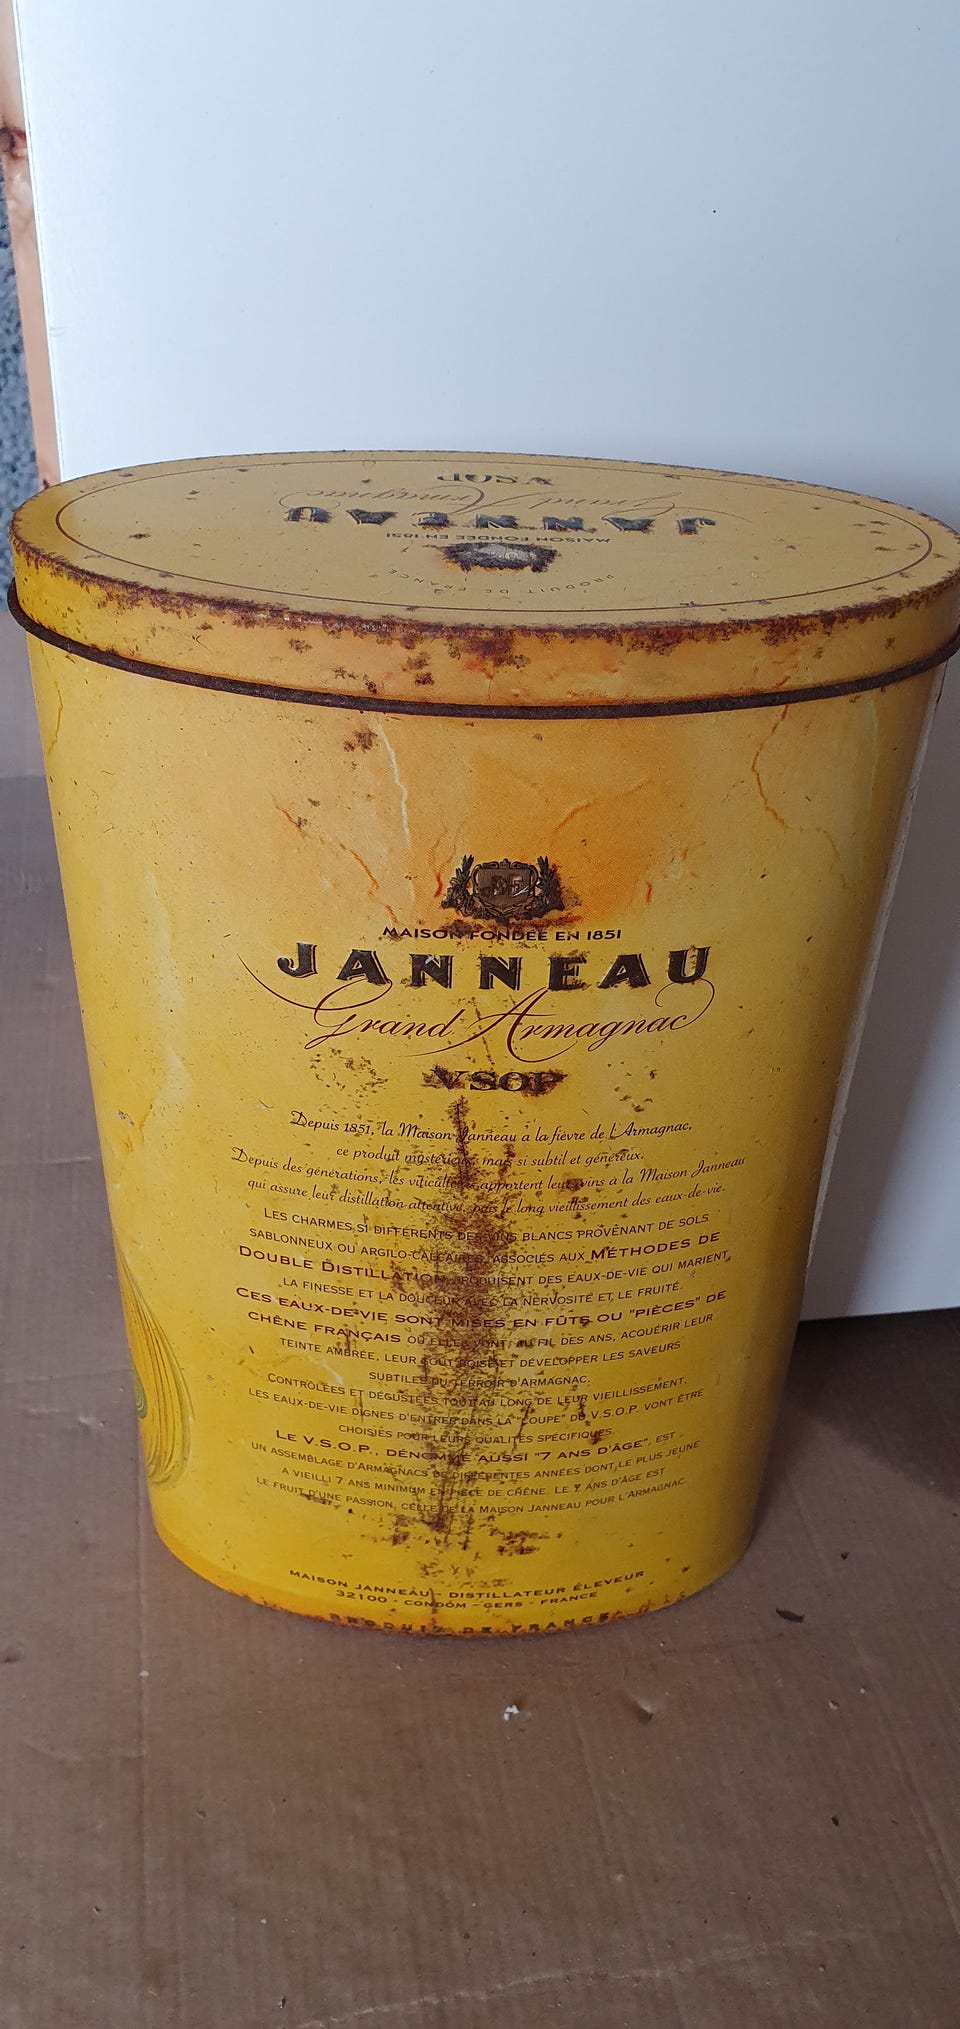 VSOP
Grand Armagnac
JANNEAU
MAISON FONDÉE EN 1851
PRODUIT DE FRANCE
MAISON FONDÉE EN 1851
JANNEAU
Grand Armagnac
VSOP
Depuis 1851, la Maison Janneau a la fièvre de l'Armagnac,
ce produit mystérieux mais si subtil et généreux.
Depuis des générations, les viticulteurs apportent leurs vins à la Maison Janneau
qui assure leur distillation attentive, puis le long vieillissement des eaux-de-vie.
LES CHARMES SI DIFFÉRENTS DES VINS BLANCS PROVENANT DE SOLS
SABLONNEUX OU ARGILO-CALCAIRES, ASSOCIÉS AUX MÉTHODES DE
DOUBLE DISTILLATION, PRODUISENT DES EAUX-DE-VIE QUI MARIENT
LA FINESSE ET LA DOUCEUR AVEC LA NERVOSITÉ ET LE FRUITÉ.
CES EAUX-DE-VIE SONT MISES EN FÛTS OU "PIÈCES" DE
CHÊNE FRANÇAIS OÙ ELLES VONT, AU FIL DES ANS, ACQUÉRIR LEUR
TEINTE AMBRÉE, LEUR GOÛT BOISÉ ET DÉVELOPPER LES SAVEURS
SUBTILES DU TERROIR D'ARMAGNAC.
CONTRÔLÉES ET DÉGUSTÉES TOUT AU LONG DE LEUR VIEILLISSEMENT,
LES EAUX-DE-VIE DIGNES D'ENTRER DANS LA "COUPE" DU V.S.O.P. VONT ÊTRE
CHOISIES POUR LEURS QUALITÉS SPÉCIFIQUES.
LE V.S.O.P., DÉNOMMÉ AUSSI "7 ANS D'ÂGE", EST
UN ASSEMBLAGE D'ARMAGNACS DE DIFFÉRENTES ANNÉES DONT LE PLUS JEUNE
A VIEILLI 7 ANS MINIMUM EN PIÈCE DE CHÊNE. LE 7 ANS D'ÂGE EST
LE FRUIT D'UNE PASSION, CELLE DE LA MAISON JANNEAU POUR L'ARMAGNAC.
MAISON JANNEAU - DISTILLATEUR ÉLEVEUR
32100 - CONDOM - GERS - FRANCE
PRODUIT DE FRANCE